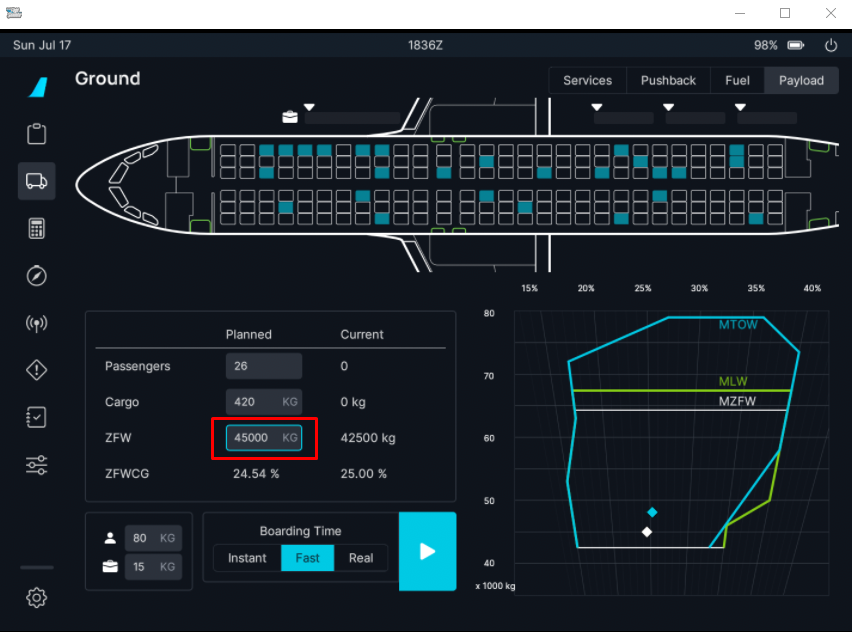 Sun Jul 17 1836Z 98%
Ground Services Pushback Fuel Payload
15% 20% 25% 30% 35% 40%
Planned Current
Passengers 26 0
Cargo 420 KG 0 kg
ZFW 45000 KG 42500 kg
ZFWCG 24.54 % 25.00 %
80 KG
15 KG
Boarding Time
Instant Fast Real
80
70
60
50
40
x 1000 kg
MTOW
MLW
MZFW